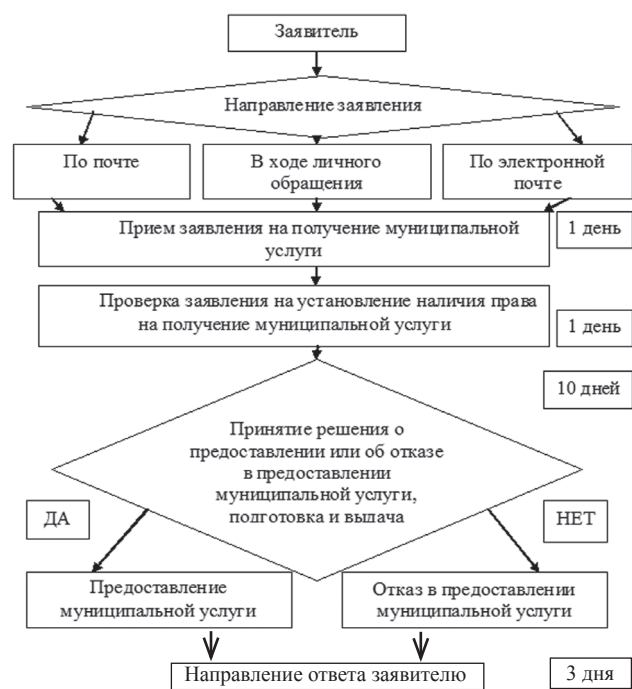 Заявитель
Направление заявления
По почте
В ходе личного
обращения
По электронной
почте
Прием заявления на получение муниципальной
услуги
1 день
Проверка заявления на установление наличия права
на получение муниципальной услуги
1 день
10 дней
Принятие решения о
предоставлении или об отказе
в предоставлении
муниципальной услуги,
подготовка и выдача
ДА
НЕТ
Предоставление
муниципальной услуги
Отказ в предоставлении
муниципальной услуги
Направление ответа заявителю
3 дня